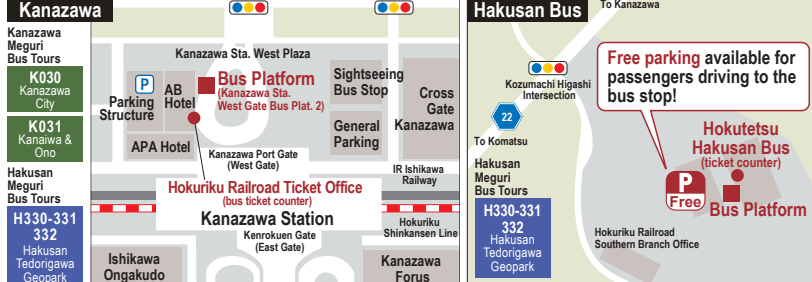 Kanazawa
Kanazawa
Meguri
Bus Tours
K030
Kanazawa
City
K031
Kanaiwa &
Ono
Hakusan
Meguri
Bus Tours
H330-331
332
Hakusan
Tedorigawa
Geopark
Kanazawa Sta. West Plaza
P
Parking
Structure
AB
Hotel
APA Hotel
Bus Platform
(Kanazawa Sta.
West Gate Bus Plat. 2)
Sightseeing
Bus Stop
General
Parking
Cross
Gate
Kanazawa
Kanazawa Port Gate
(West Gate)
IR Ishikawa
Railway
Hokuriku Railroad Ticket Office
(bus ticket counter)
Kanazawa Station
Kenrokuen Gate
(East Gate)
Hokuriku
Shinkansen Line
Ishikawa
Ongakudo
Kanazawa
Forus
Hakusan Bus
To Kanazawa
Kozumachi Higashi
Intersection
22
To Komatsu
Hakusan
Meguri
Bus Tours
H330-331
332
Hakusan
Tedorigawa
Geopark
Free parking available for
passengers driving to the
bus stop!
Hokutetsu
Hakusan Bus
(ticket counter)
P
Free
Bus Platform
Hokuriku Railroad
Southern Branch Office